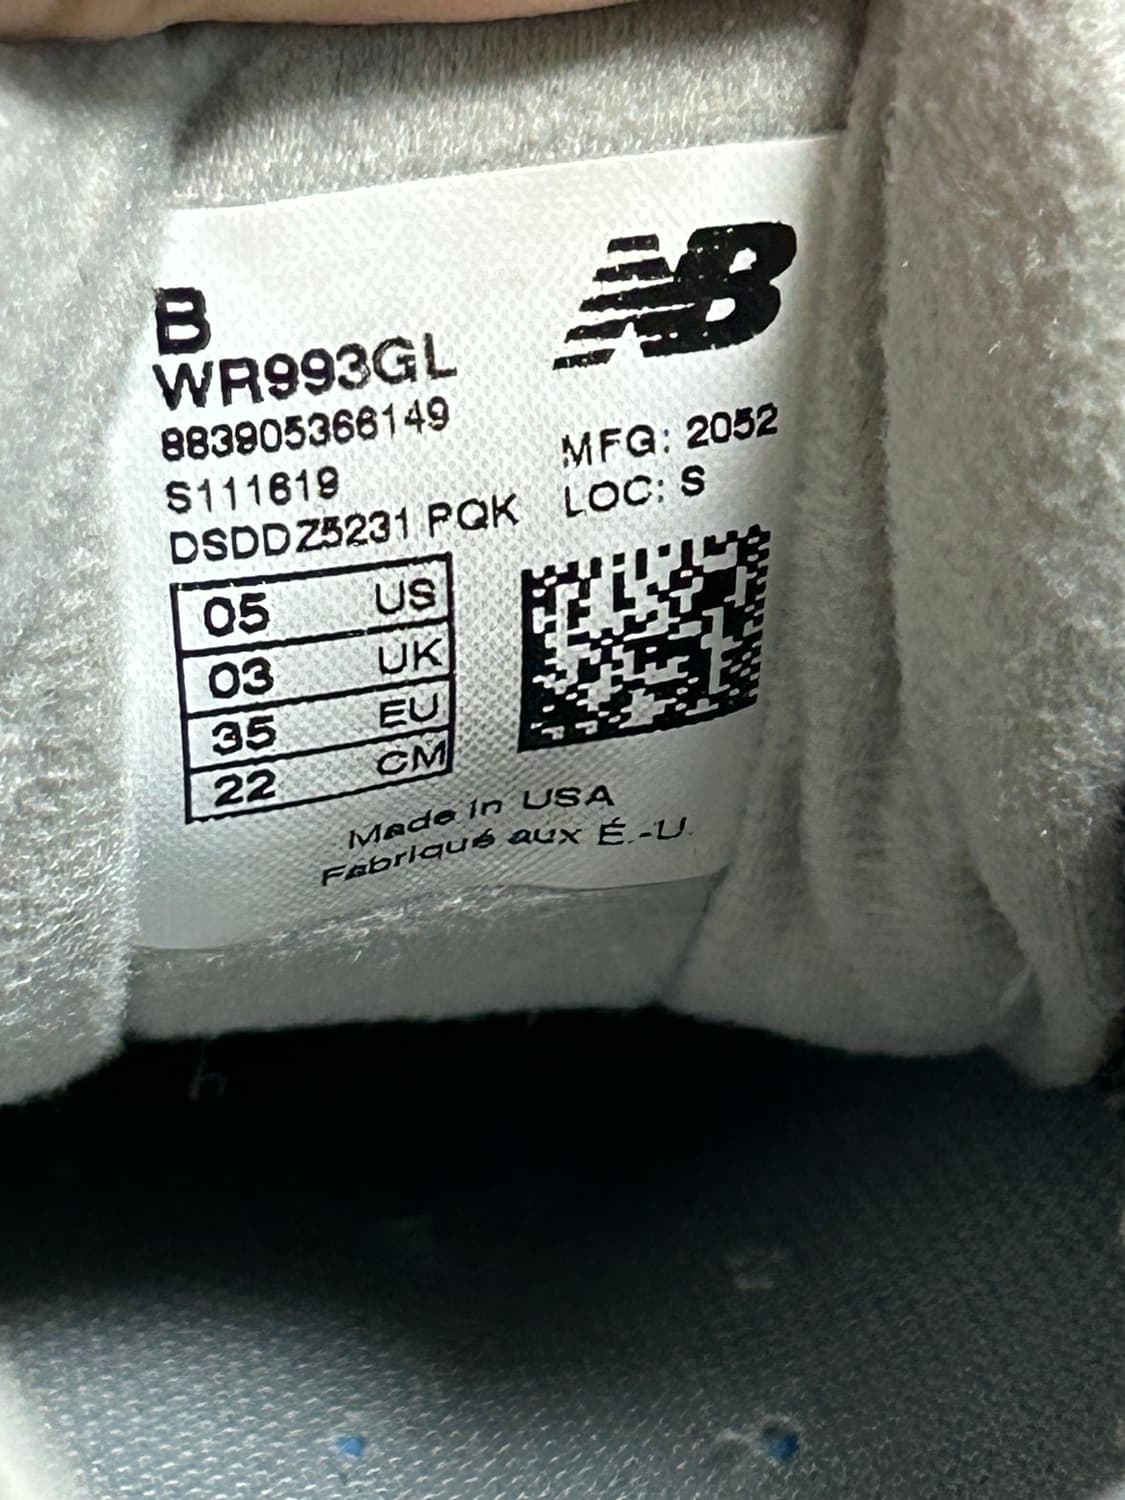 B
WR993GL
883905366149
S111619
DSDDZ5231 PQK
NB
MFG: 2052
LOC: S
05 US
03 UK
35 EU
22 CM
Made in USA
Fabriqué aux É.-U.